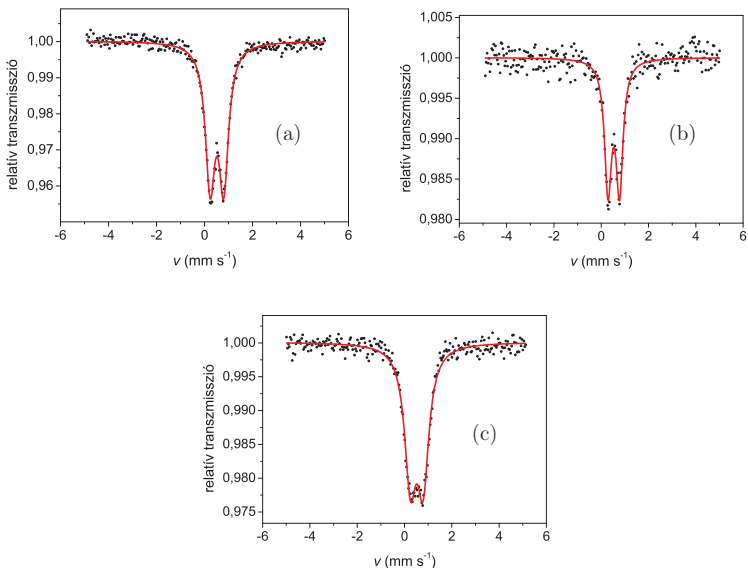 1,00
0,99
0,98
0,97
0,96
relatív transzmisszió
(a)
-6 -4 -2 0 2 4 6
v (mm s⁻¹)
1,005
1,000
0,995
0,990
0,985
0,980
relatív transzmisszió
(b)
-6 -4 -2 0 2 4 6
v (mm s⁻¹)
1,000
0,995
0,990
0,985
0,980
0,975
relatív transzmisszió
(c)
-6 -4 -2 0 2 4 6
v (mm s⁻¹)